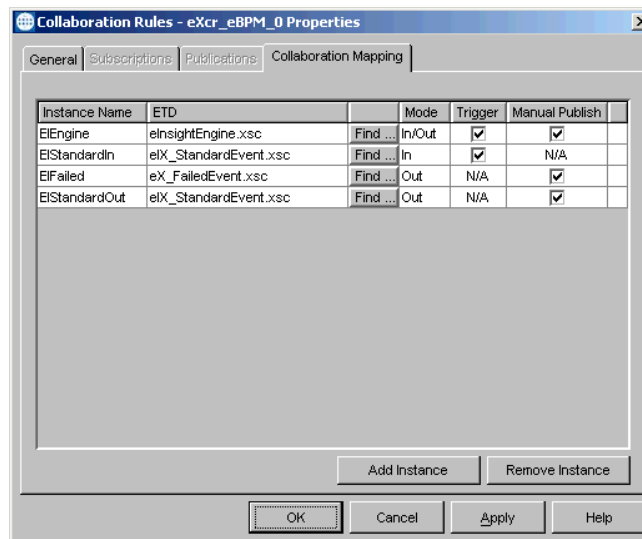 Collaboration Rules - eXcr_eBPM_0 Properties
General Subscriptions Publications Collaboration Mapping
Instance Name ETD Mode Trigger Manual Publish
EIEngine eInsightEngine.xsc Find ... In/Out
EIStandardIn eIX_StandardEvent.xsc Find ... In N/A
EIFailed eX_FailedEvent.xsc Find ... Out N/A
EIStandardOut eIX_StandardEvent.xsc Find ... Out N/A
Add Instance Remove Instance
OK Cancel Apply Help